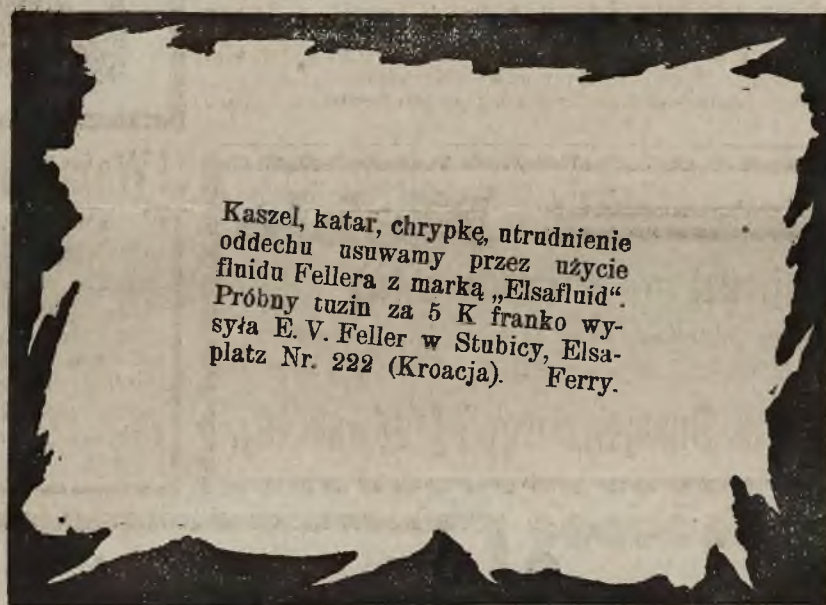 Kaszel, katar, chrypkę, utrudnienie
oddechu usuwamy przez użycie
fluidu Fellera z marką „Elsafluid“.
Próbny tuzin za 5 K franko wy-
syła E. V. Feller w Stubicy, Elsa-
platz Nr. 222 (Kroacja). Ferry.